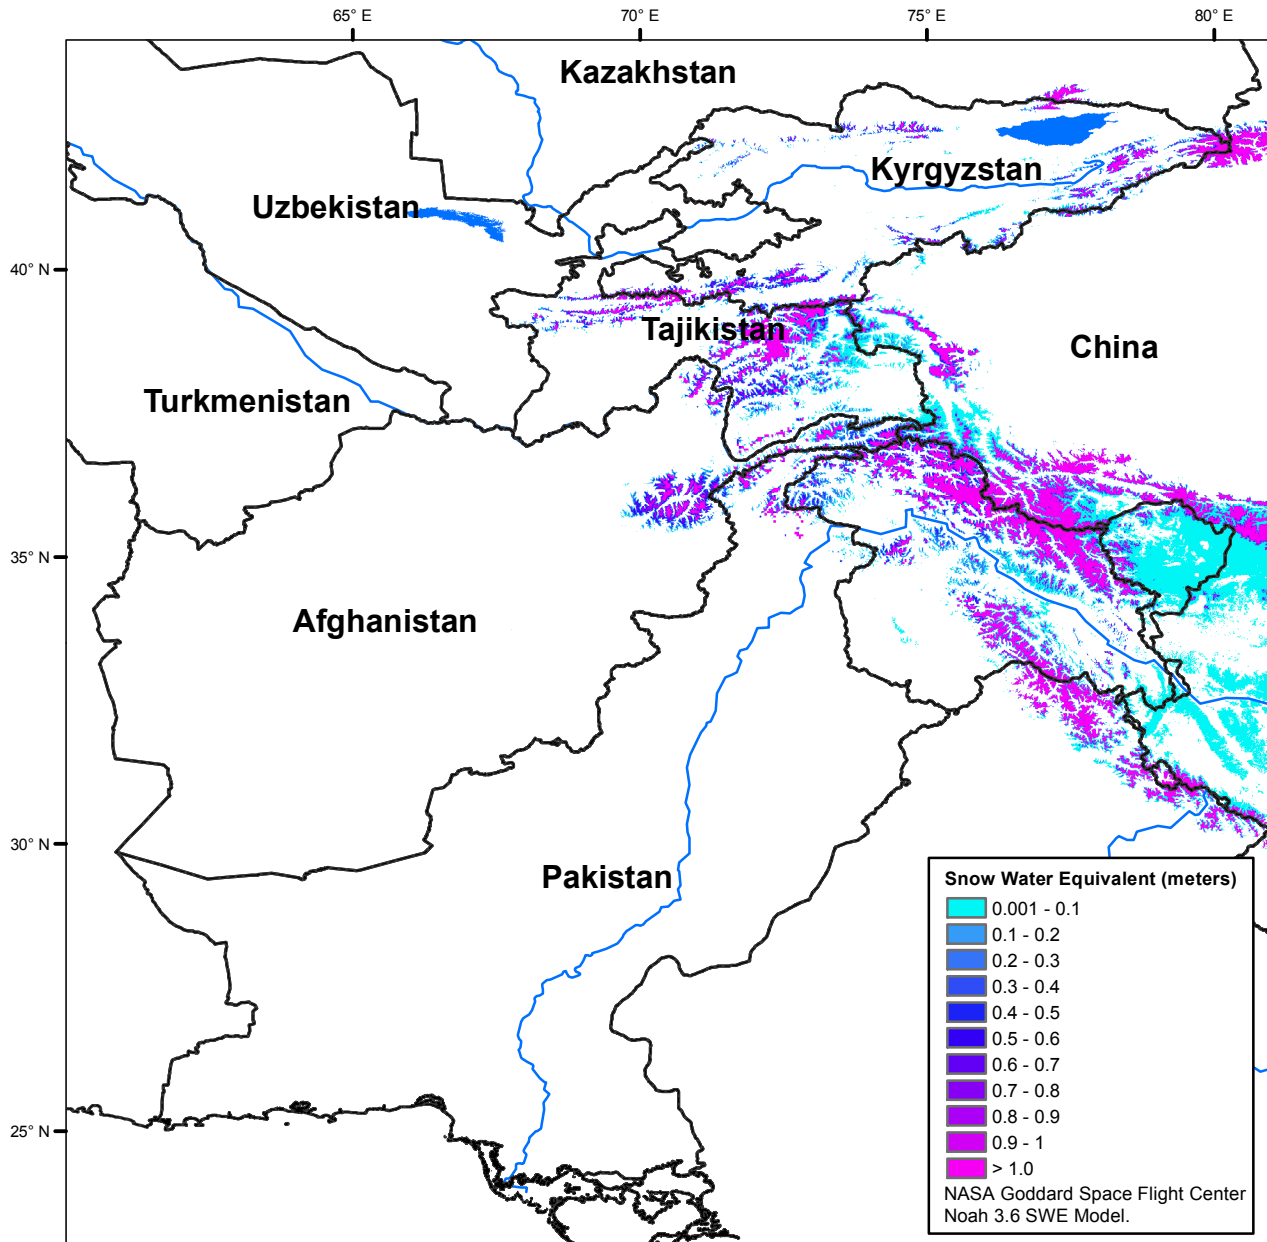 65° E
70° E
75° E
80° E
Kazakhstan
Kyrgyzstan
Uzbekistan
40° N
Tajikistan
China
Turkmenistan
35° N
Afghanistan
30° N
Pakistan
25° N
Snow Water Equivalent (meters)
0.001 - 0.1
0.1 - 0.2
0.2 - 0.3
0.3 - 0.4
0.4 - 0.5
0.5 - 0.6
0.6 - 0.7
0.7 - 0.8
0.8 - 0.9
0.9 - 1
> 1.0
NASA Goddard Space Flight Center
Noah 3.6 SWE Model.